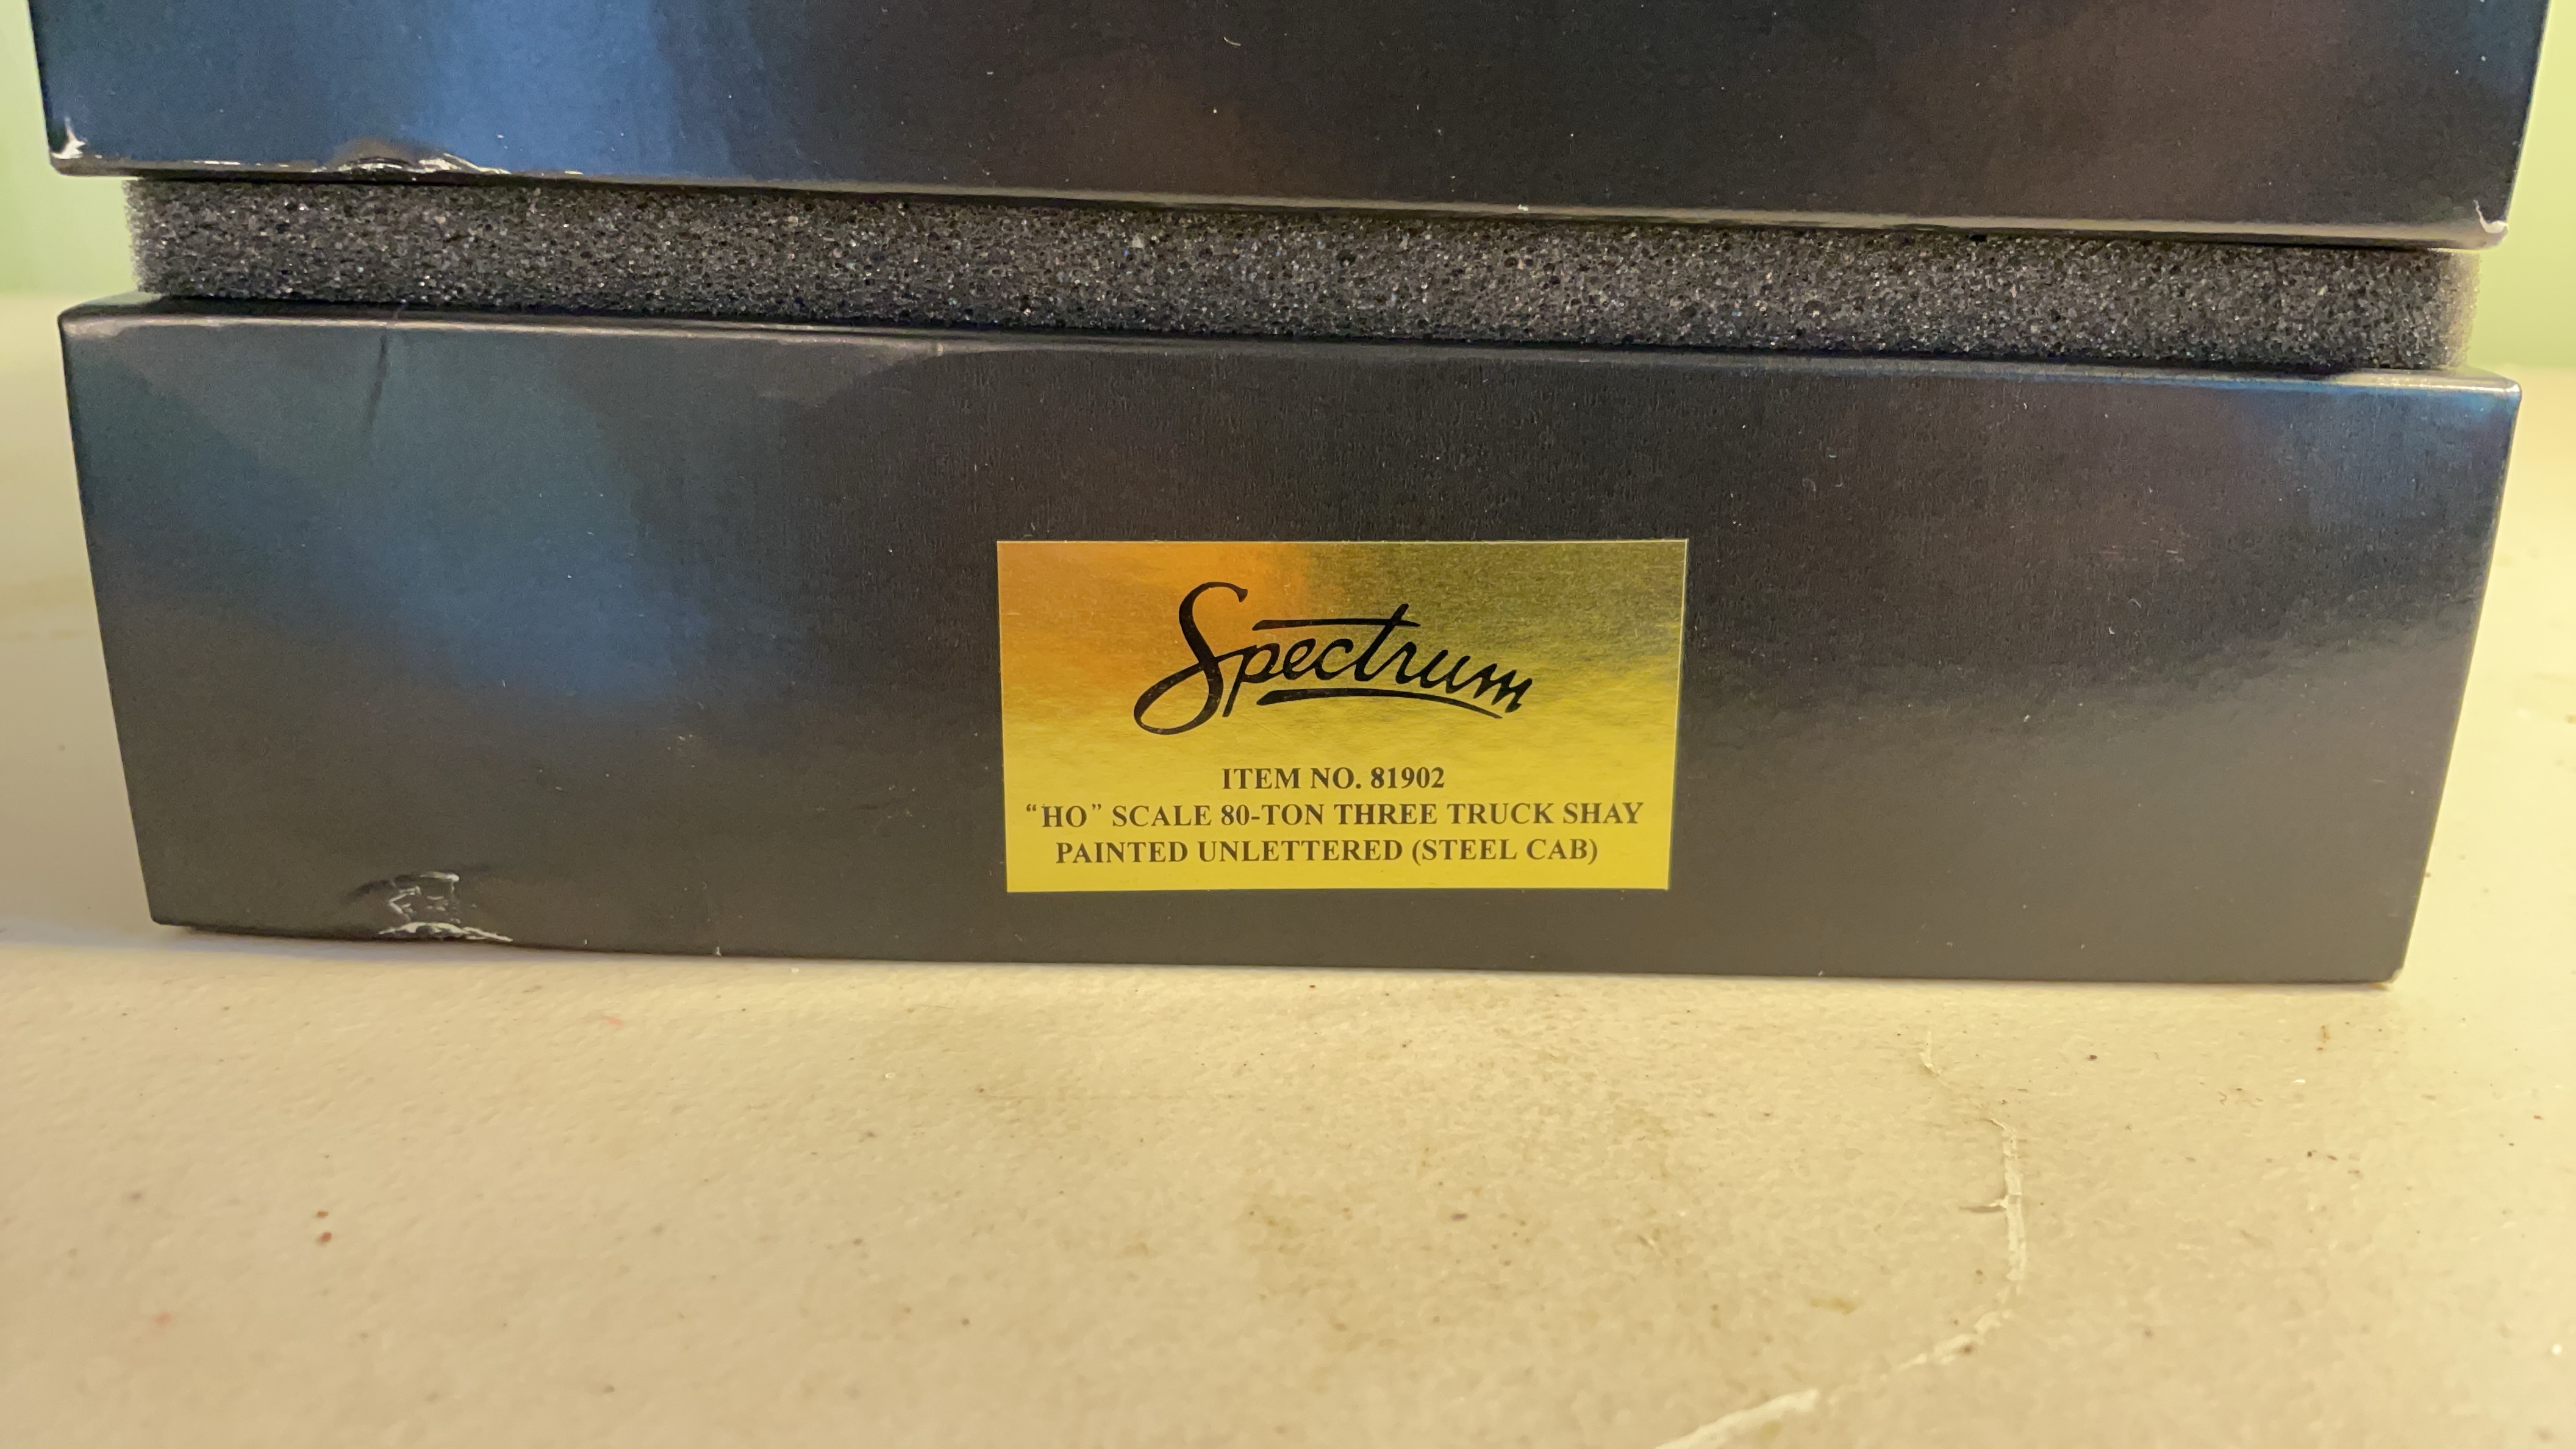 Spectrum
ITEM NO. 81902
“HO” SCALE 80-TON THREE TRUCK SHAY
PAINTED UNLETTERED (STEEL CAB)